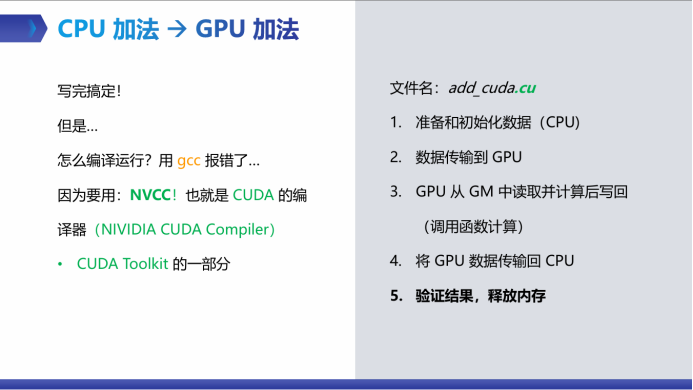 CPU 加法 → GPU 加法
写完搞定！
但是…
怎么编译运行？用 gcc 报错了…
因为要用：NVCC！也就是 CUDA 的编
译器（NIVIDIA CUDA Compiler）
• CUDA Toolkit 的一部分
文件名：add_cuda.cu
1. 准备和初始化数据（CPU）
2. 数据传输到 GPU
3. GPU 从 GM 中读取并计算后写回
（调用函数计算）
4. 将 GPU 数据传输回 CPU
5. 验证结果，释放内存